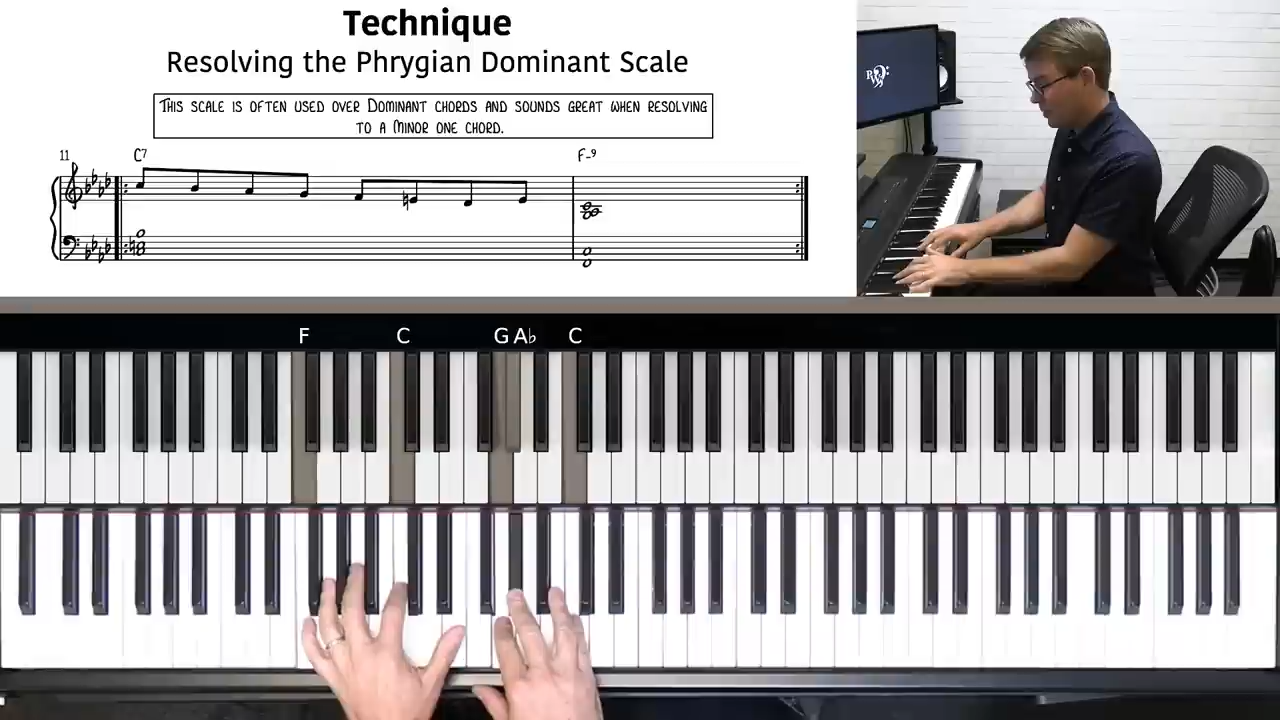 Technique
Resolving the Phrygian Dominant Scale
THIS SCALE IS OFTEN USED OVER DOMINANT CHORDS AND SOUNDS GREAT WHEN RESOLVING
TO A MINOR ONE CHORD.
11 C7 F-9
F C G A♭ C